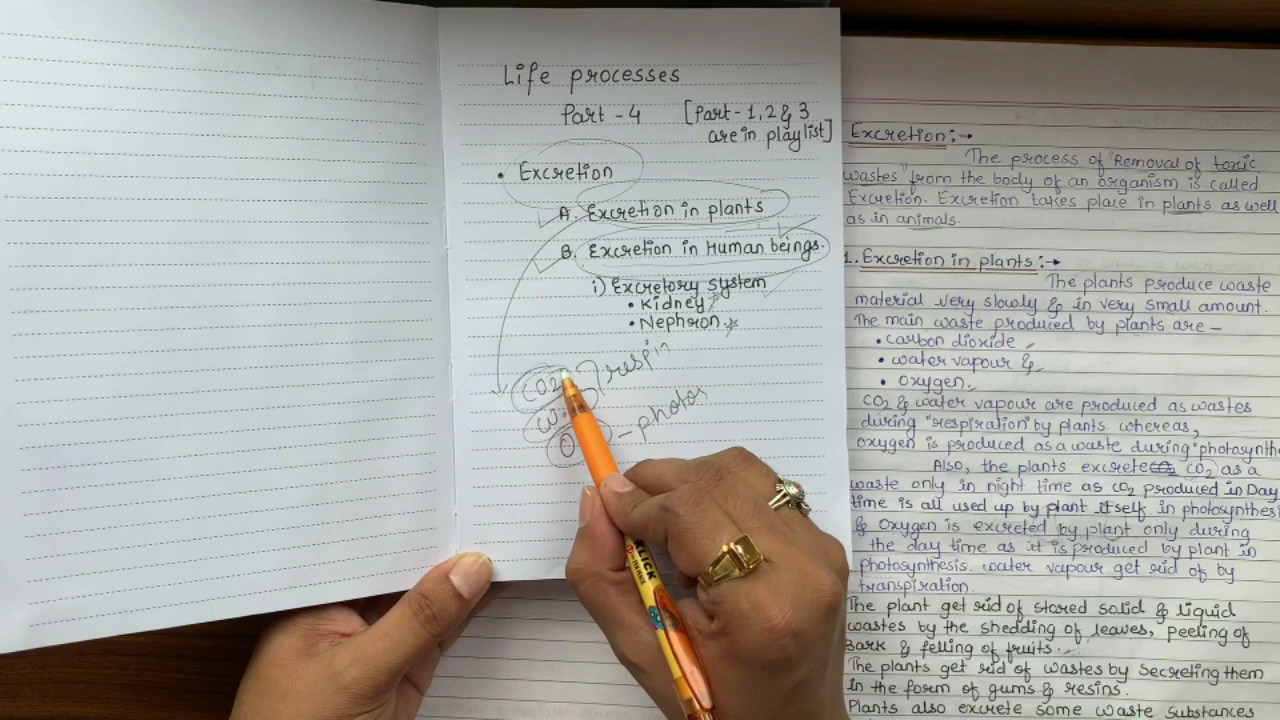 Life processes
Part - 4 [Part - 1, 2 & 3
are in playlist]
• Excretion
A. Excretion in plants
B. Excretion in Human beings.
i) Excretory system
• Kidney
• Nephron
CO2
O
- photos
Excretion:→
The process of "Removal of toxic
wastes" from the body of an organism is called
Excretion. Excretion takes place in plants as well
as in animals.
1. Excretion in plants:→
The plants produce waste
material very slowly & in very small amount.
The main waste produced by plants are -
• carbon dioxide
• water vapour &
• oxygen
CO2 & water vapour are produced as wastes
during "respiration" by plants whereas,
oxygen is produced as a waste during "photosynthe
Also, the plants excrete CO2 as a
waste only in night time as CO2 produced in Day
time is all used up by plant itself in photosynthesi
& Oxygen is excreted by plant only during
the day time as it is produced by plant in
photosynthesis. water vapour get rid of by
transpiration.
The plant get rid of stored solid & liquid
wastes by the shedding of leaves, peeling of
Bark & felling of fruits.
The plants get rid of wastes by secreting them
in the form of gums & resins.
Plants also excrete some waste substances